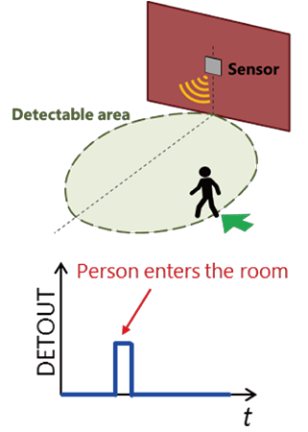 Sensor
Detectable area
Person enters the room
DETOUT
t